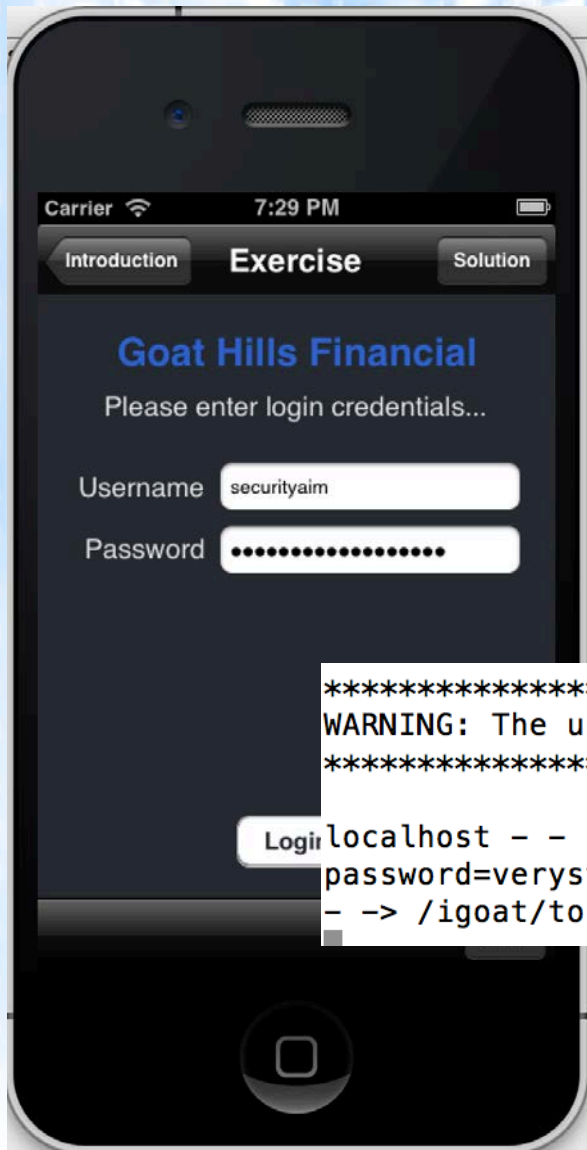 Carrier 7:29 PM
Introduction Exercise Solution
Goat Hills Financial
Please enter login credentials...
Username securityaim
Password ••••••••••••••••••
***************
WARNING: The u
***************
localhost - -
Login
password=verys
- -> /igoat/to